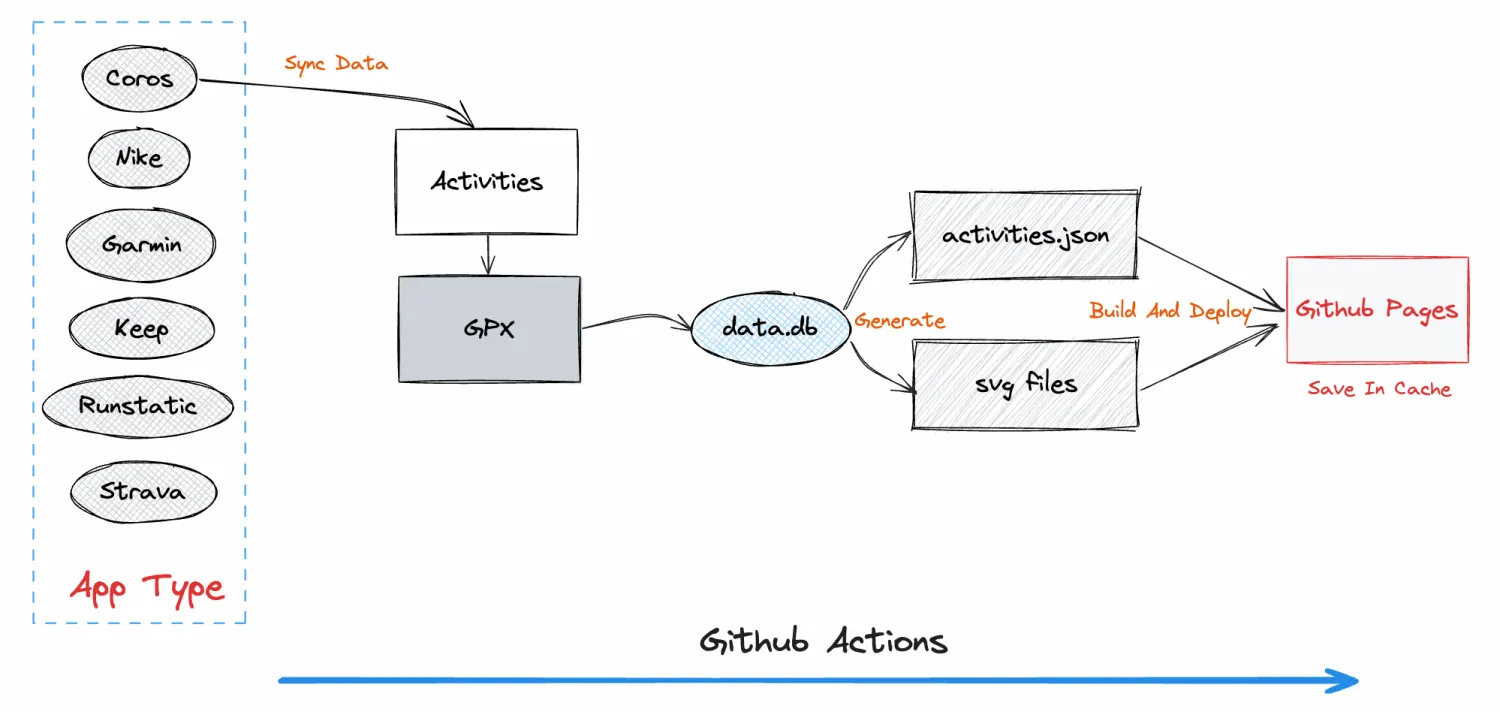 Coros
Nike
Garmin
Keep
Runstatic
Strava
App Type
Sync Data
Activities
GPX
data.db
Generate
activities.json
svg files
Build And Deploy
Github Pages
Save In Cache
Github Actions